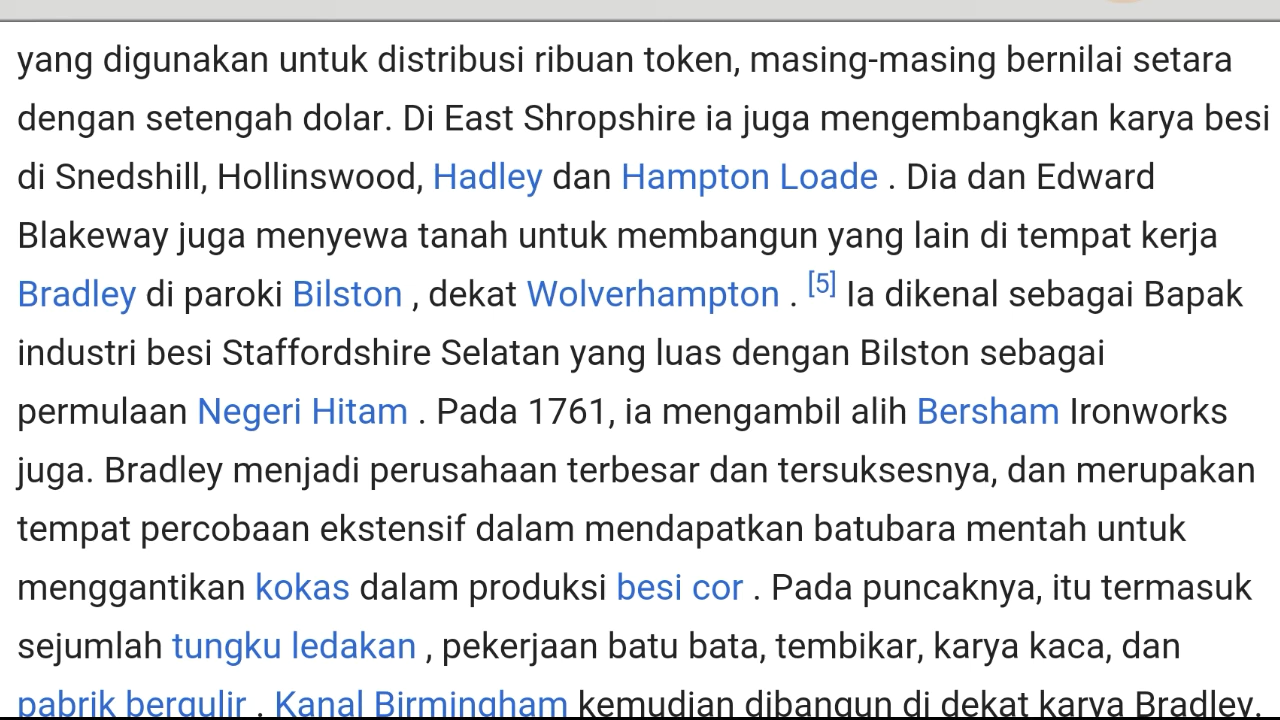 yang digunakan untuk distribusi ribuan token, masing-masing bernilai setara
dengan setengah dolar. Di East Shropshire ia juga mengembangkan karya besi
di Snedshill, Hollinswood, Hadley dan Hampton Loade . Dia dan Edward
Blakeway juga menyewa tanah untuk membangun yang lain di tempat kerja
Bradley di paroki Bilston , dekat Wolverhampton . [5] Ia dikenal sebagai Bapak
industri besi Staffordshire Selatan yang luas dengan Bilston sebagai
permulaan Negeri Hitam . Pada 1761, ia mengambil alih Bersham Ironworks
juga. Bradley menjadi perusahaan terbesar dan tersuksesnya, dan merupakan
tempat percobaan ekstensif dalam mendapatkan batubara mentah untuk
menggantikan kokas dalam produksi besi cor . Pada puncaknya, itu termasuk
sejumlah tungku ledakan , pekerjaan batu bata, tembikar, karya kaca, dan
pabrik bergulir . Kanal Birmingham kemudian dibangun di dekat karya Bradley.